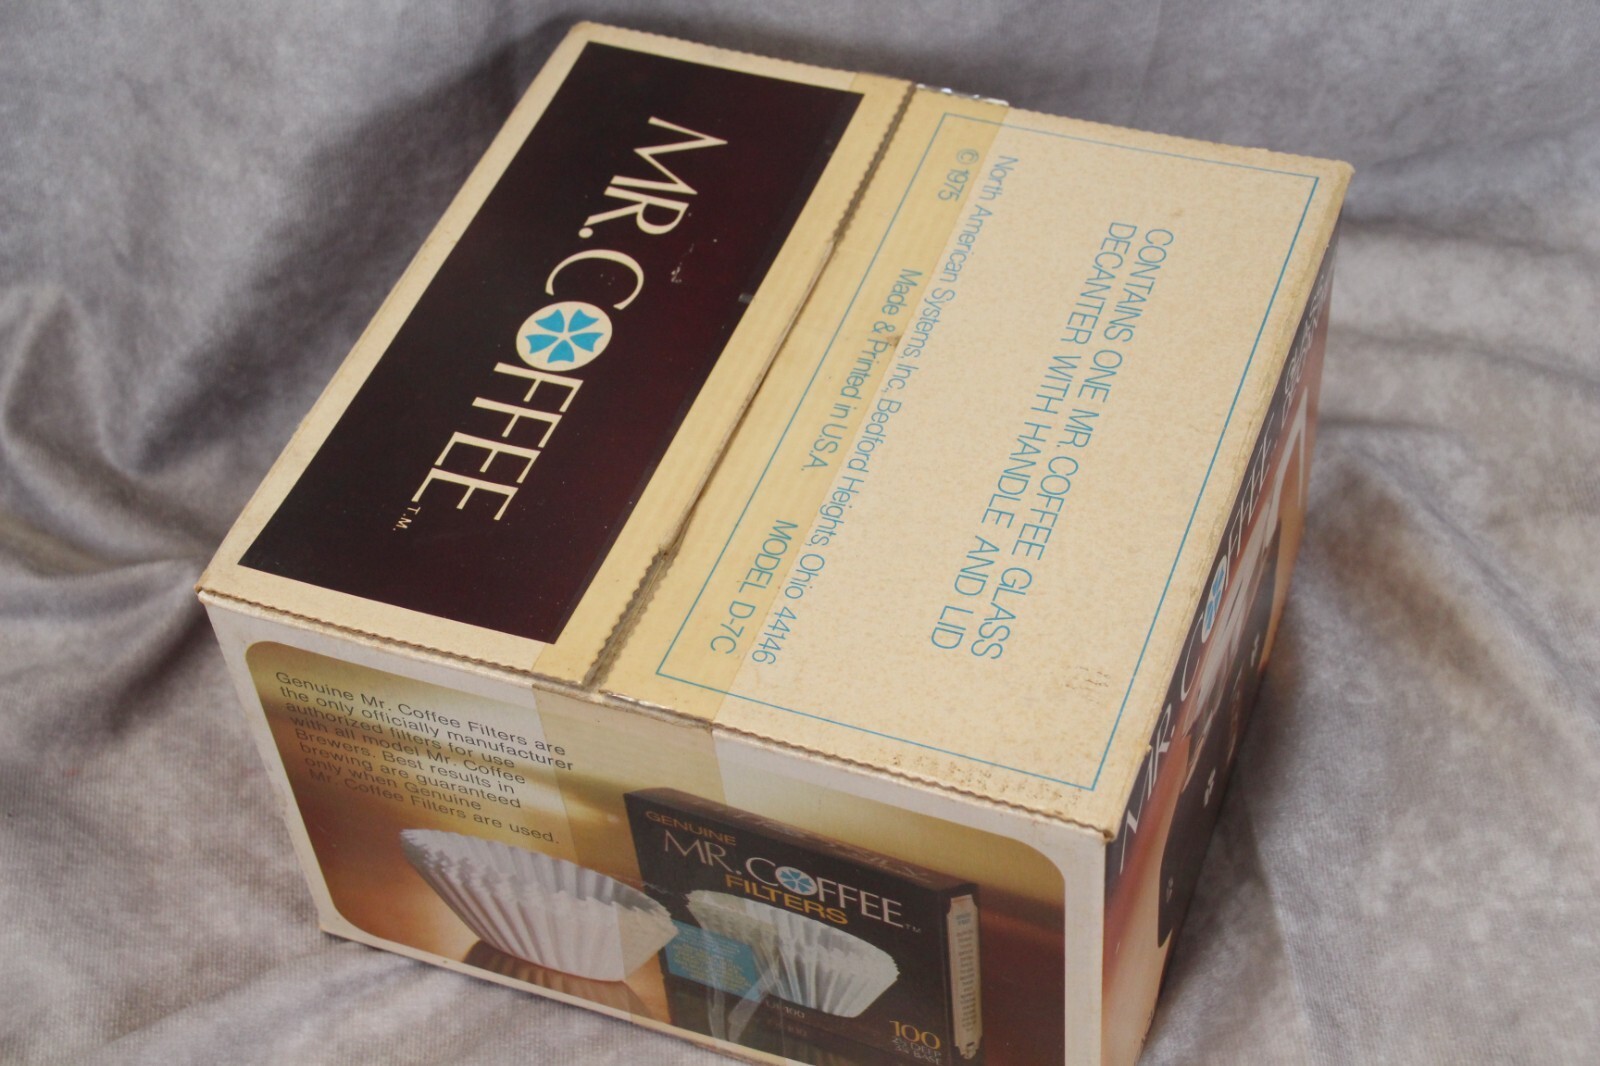 MR. COFFEE T.M.
CONTAINS ONE MR. COFFEE GLASS
DECANTER WITH HANDLE AND LID
North American Systems, Inc., Bedford Heights, Ohio 44146
© 1975 Made & Printed in U.S.A. MODEL D-7C
Genuine Mr. Coffee Filters are
the only officially manufacturer
authorized filters for use
with all model Mr. Coffee
Brewers. Best results in
brewing are guaranteed
only when Genuine
Mr. Coffee Filters are used.
GENUINE
MR. COFFEE TM
FILTERS
100
MR. COFFEE